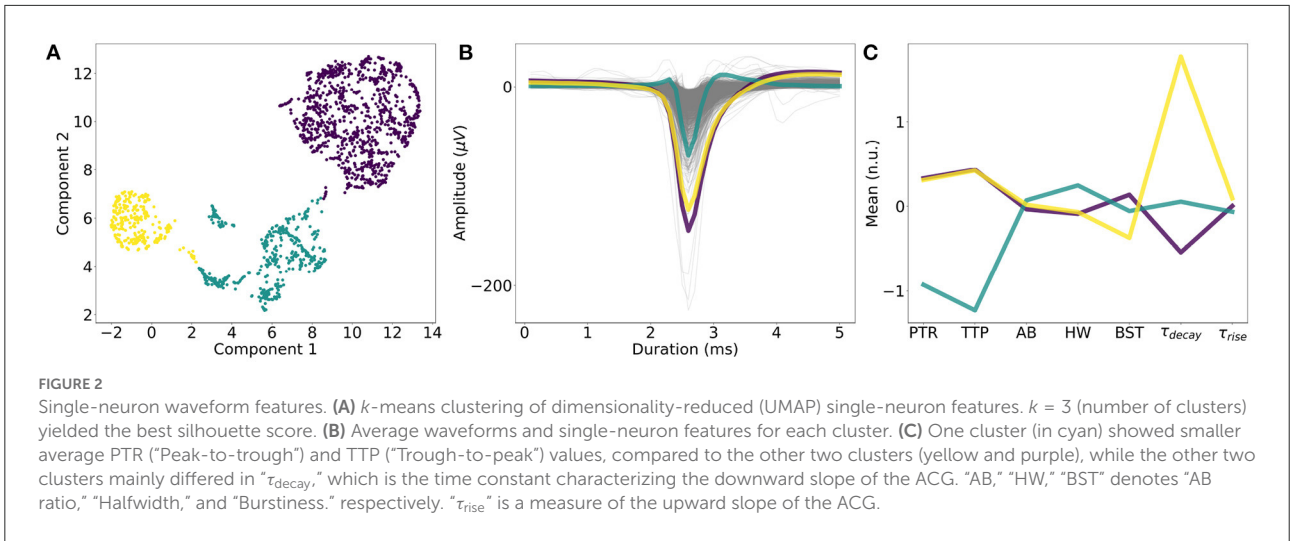 A
B
C
12
10
8
6
4
2
Component 2
−2 0 2 4 6 8 10 12 14
Component 1
0
−200
Amplitude (μV)
0 1 2 3 4 5
Duration (ms)
1
0
−1
Mean (n.u.)
PTR TTP AB HW BST τdecay τrise
FIGURE 2
Single-neuron waveform features. (A) k-means clustering of dimensionality-reduced (UMAP) single-neuron features. k = 3 (number of clusters)
yielded the best silhouette score. (B) Average waveforms and single-neuron features for each cluster. (C) One cluster (in cyan) showed smaller
average PTR (“Peak-to-trough”) and TTP (“Trough-to-peak”) values, compared to the other two clusters (yellow and purple), while the other two
clusters mainly differed in “τdecay,” which is the time constant characterizing the downward slope of the ACG. “AB,” “HW,” “BST” denotes “AB
ratio,” “Halfwidth,” and “Burstiness.” respectively. “τrise” is a measure of the upward slope of the ACG.